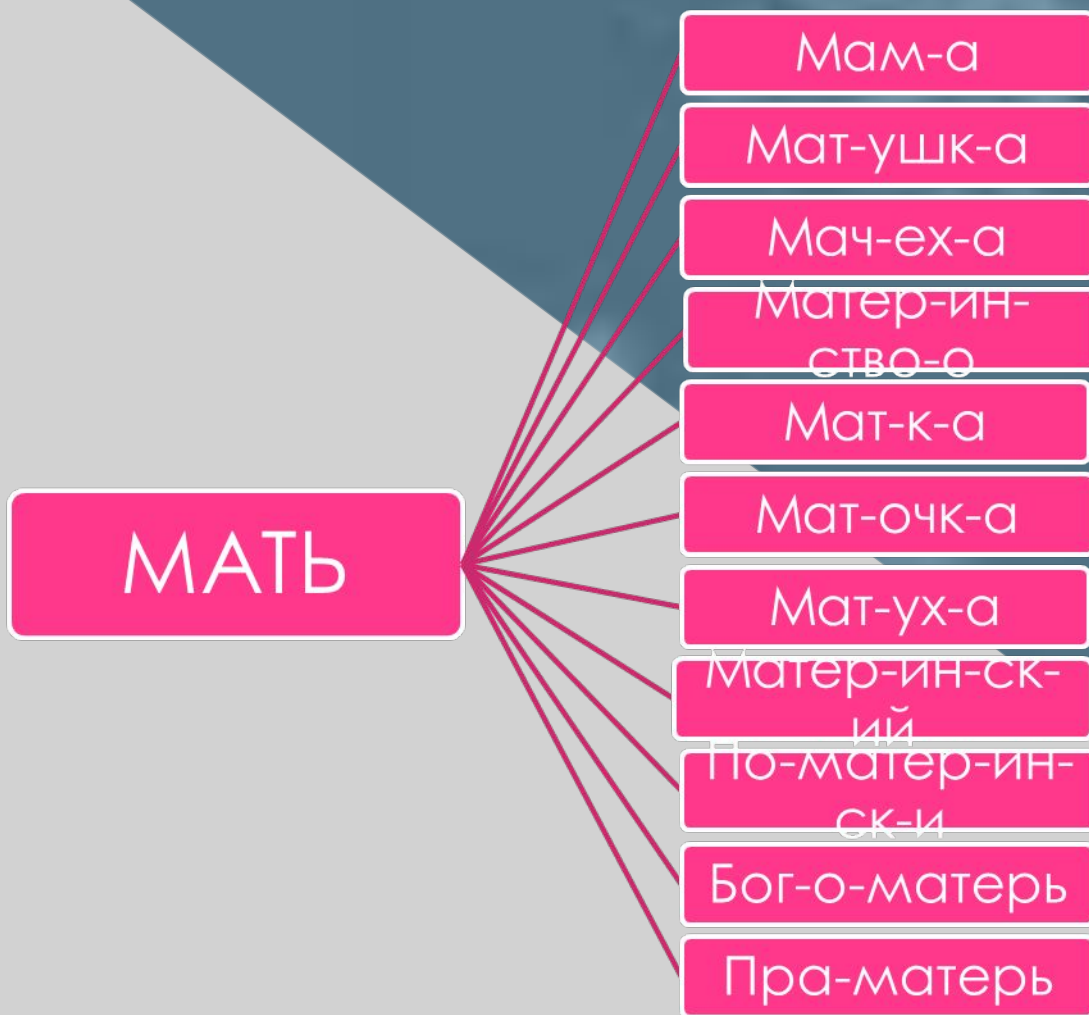 Мам-а
Мат-ушк-а
Мач-ех-а
Матер-ин-
ство-о
Мат-к-а
МАТЬ
Мат-очк-а
Мат-ух-а
Матер-ин-ск-
ий
По-матер-ин-
ск-и
Бог-о-матерь
Пра-матерь